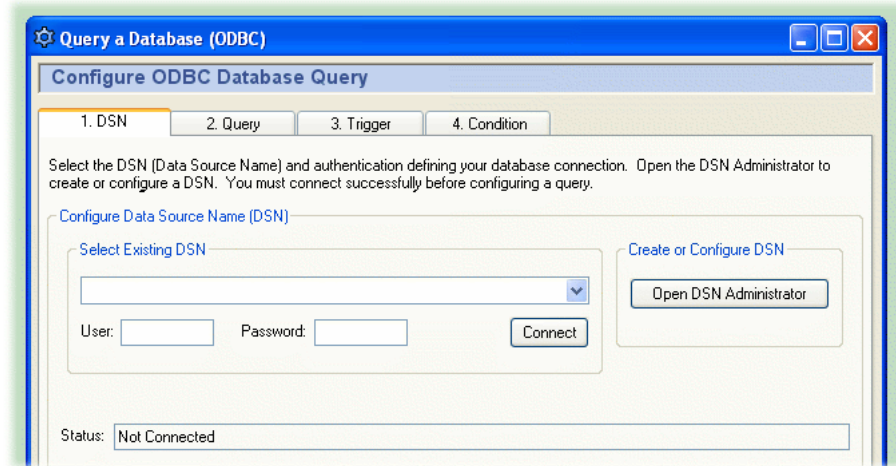 Query a Database (ODBC)
Configure ODBC Database Query
1. DSN 2. Query 3. Trigger 4. Condition
Select the DSN (Data Source Name) and authentication defining your database connection. Open the DSN Administrator to
create or configure a DSN. You must connect successfully before configuring a query.
Configure Data Source Name (DSN)
Select Existing DSN Create or Configure DSN
Open DSN Administrator
User: Password: Connect
Status: Not Connected